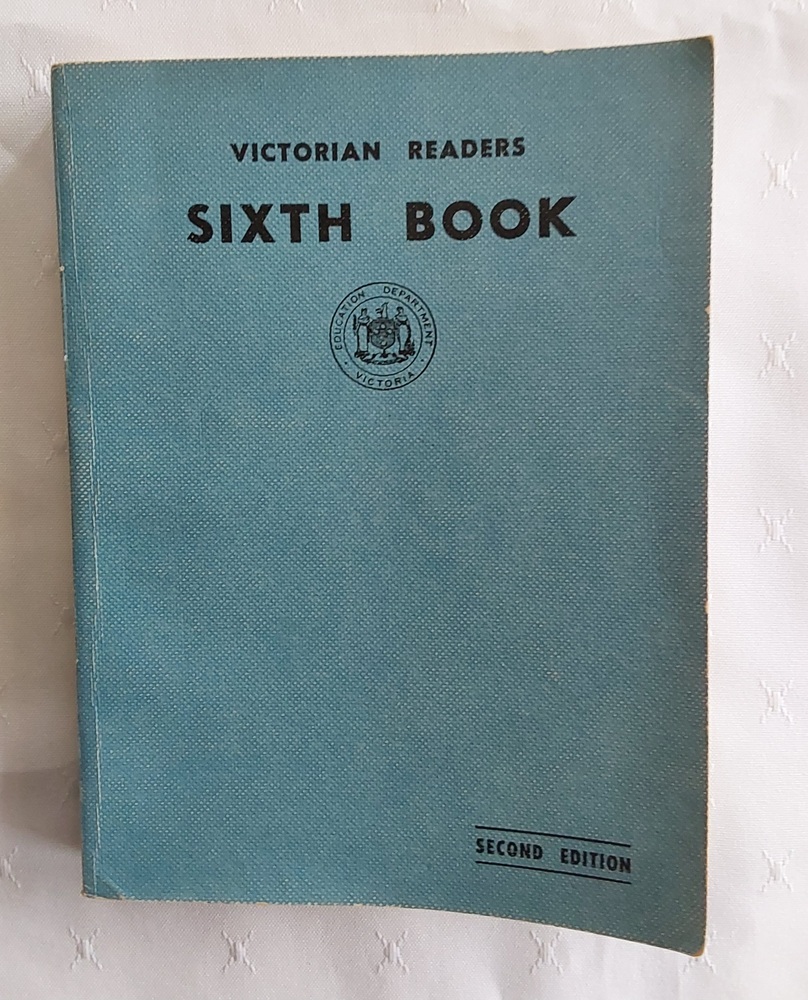 VICTORIAN READERS
SIXTH BOOK
EDUCATION DEPARTMENT
VICTORIA
SECOND EDITION